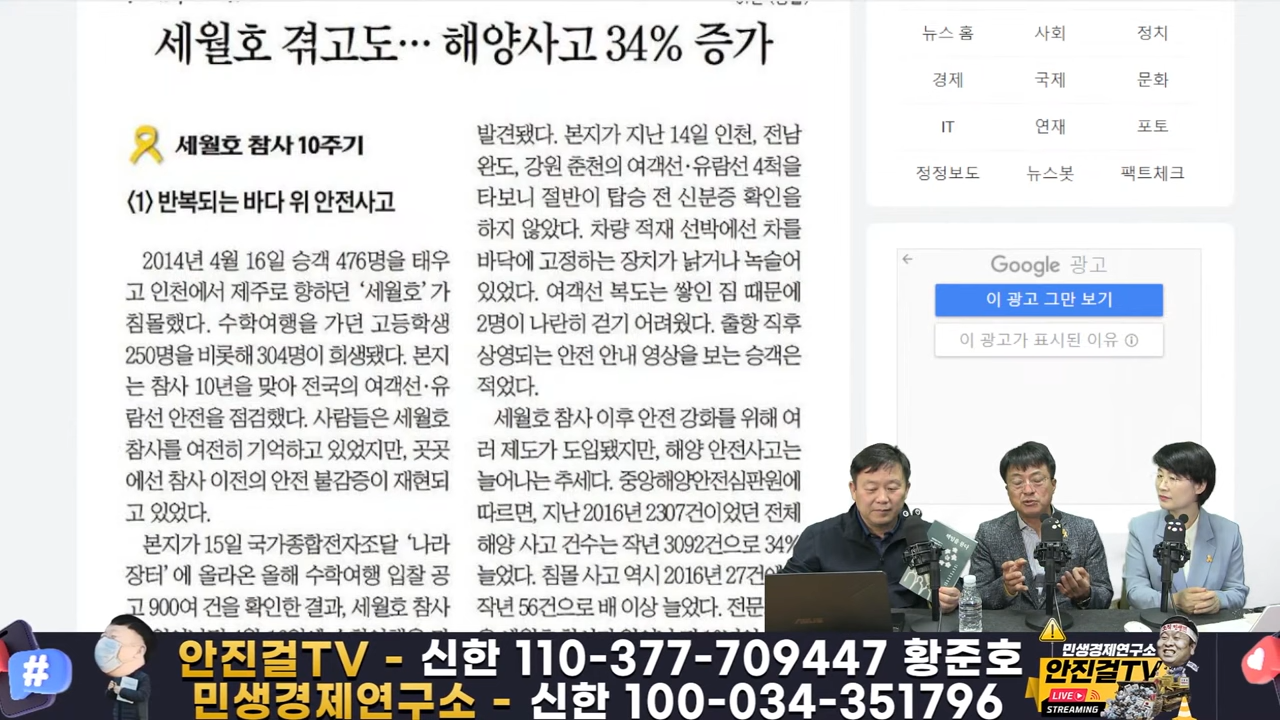 세월호 겪고도… 해양사고 34% 증가
세월호 참사 10주기
⟨1⟩ 반복되는 바다 위 안전사고
2014년 4월 16일 승객 476명을 태우
고 인천에서 제주로 향하던 ‘세월호’가
침몰했다. 수학여행을 가던 고등학생
250명을 비롯해 304명이 희생됐다. 본지
는 참사 10년을 맞아 전국의 여객선·유
람선 안전을 점검했다. 사람들은 세월호
참사를 여전히 기억하고 있었지만, 곳곳
에선 참사 이전의 안전 불감증이 재현되
고 있었다.
본지가 15일 국가종합전자조달 ‘나라
장터’에 올라온 올해 수학여행 입찰 공
고 900여 건을 확인한 결과, 세월호 참사
발견됐다. 본지가 지난 14일 인천, 전남
완도, 강원 춘천의 여객선·유람선 4척을
타보니 절반이 탑승 전 신분증 확인을
하지 않았다. 차량 적재 선박에선 차를
바닥에 고정하는 장치가 낡거나 녹슬어
있었다. 여객선 복도는 쌓인 짐 때문에
2명이 나란히 걷기 어려웠다. 출항 직후
상영되는 안전 안내 영상을 보는 승객은
적었다.
세월호 참사 이후 안전 강화를 위해 여
러 제도가 도입됐지만, 해양 안전사고는
늘어나는 추세다. 중앙해양안전심판원에
따르면, 지난 2016년 2307건이었던 전체
해양 사고 건수는 작년 3092건으로 34%
늘었다. 침몰 사고 역시 2016년 27건에
작년 56건으로 배 이상 늘었다. 전문
뉴스 홈 사회 정치
경제 국제 문화
IT 연재 포토
정정보도 뉴스봇 팩트체크
Google 광고
이 광고 그만 보기
이 광고가 표시된 이유
#
안진걸TV - 신한 110-377-709447 황준호
민생경제연구소 - 신한 100-034-351796
민생경제연구소
안진걸TV
LIVE
STREAMING